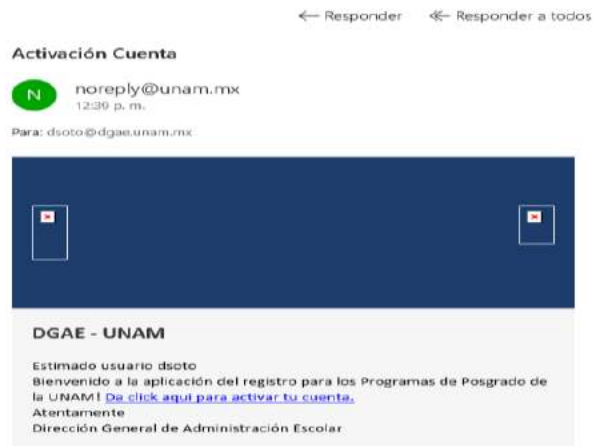 ← Responder ≪ Responder a todos
Activación Cuenta
N
noreply@unam.mx
12:39 p. m.
Para: dsoto@dgae.unam.mx
DGAE - UNAM
Estimado usuario dsoto
Bienvenido a la aplicación del registro para los Programas de Posgrado de
la UNAM! Da click aqui para activar tu cuenta.
Atentamente
Dirección General de Administración Escolar